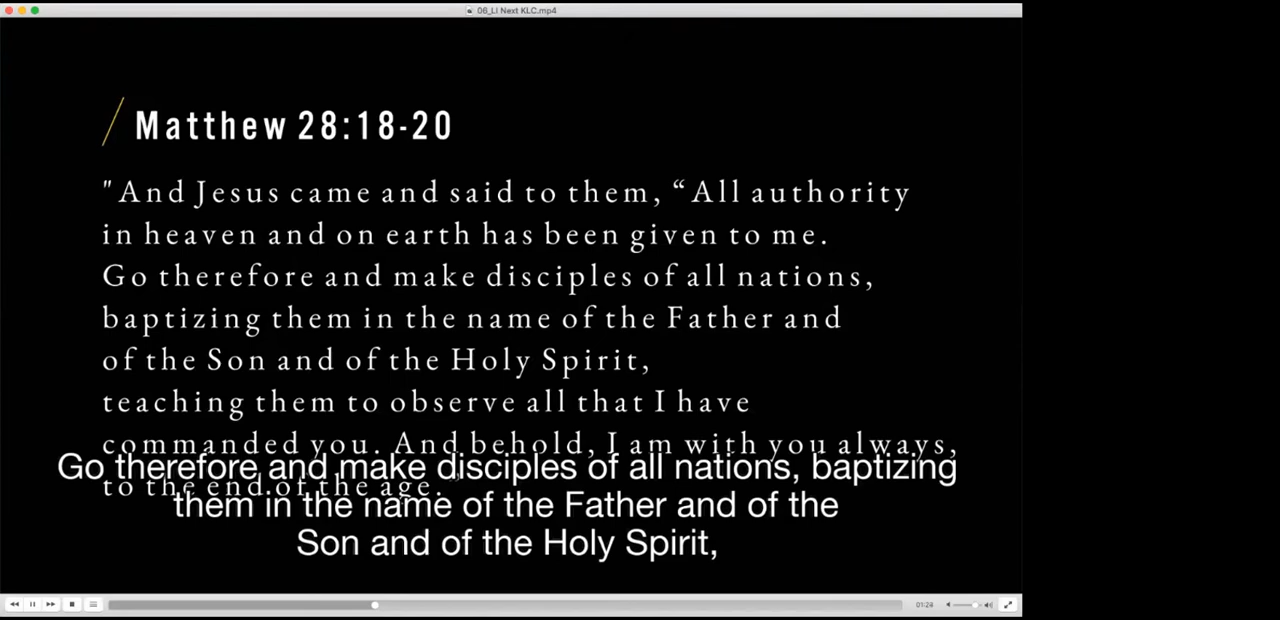 06_LI Next KLC.mp4
Matthew 28:18-20
"And Jesus came and said to them, “All authority
in heaven and on earth has been given to me.
Go therefore and make disciples of all nations,
baptizing them in the name of the Father and
of the Son and of the Holy Spirit,
teaching them to observe all that I have
commanded you. And behold, I am with you always,
to the end of the age.
Go therefore and make disciples of all nations, baptizing
them in the name of the Father and of the
Son and of the Holy Spirit,
01:28